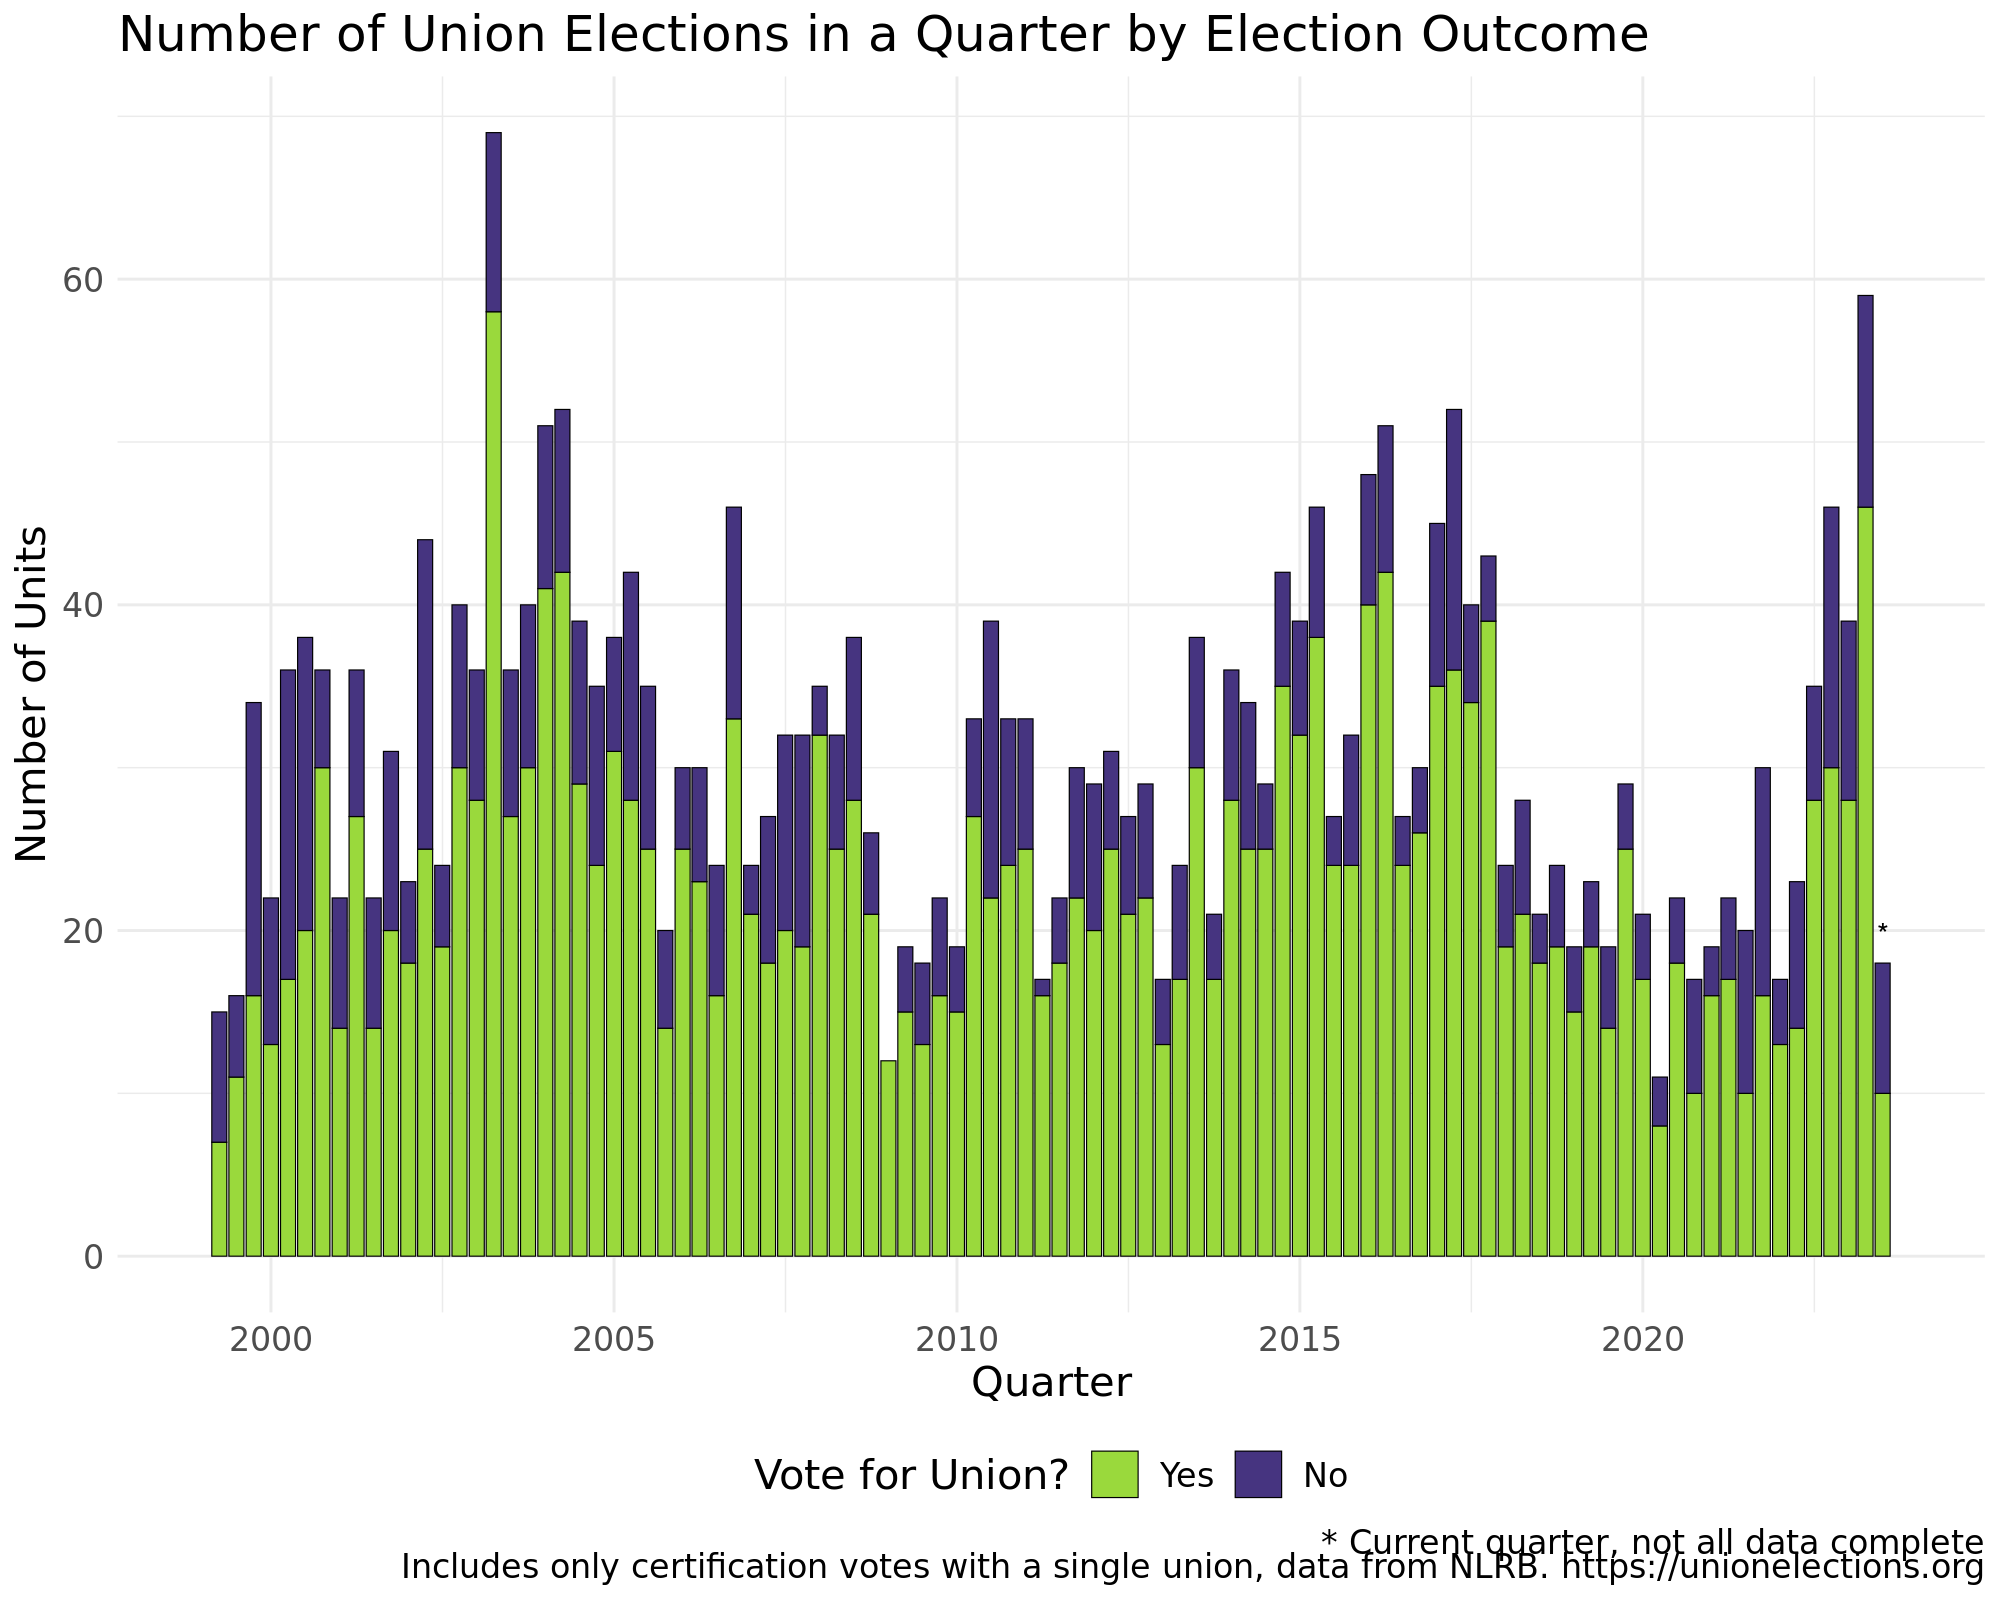 Number of Union Elections in a Quarter by Election Outcome
Number of Units
60
40
20
0
*
2000 2005 2010 2015 2020
Quarter
Vote for Union? Yes No
* Current quarter, not all data complete
Includes only certification votes with a single union, data from NLRB. https://unionelections.org